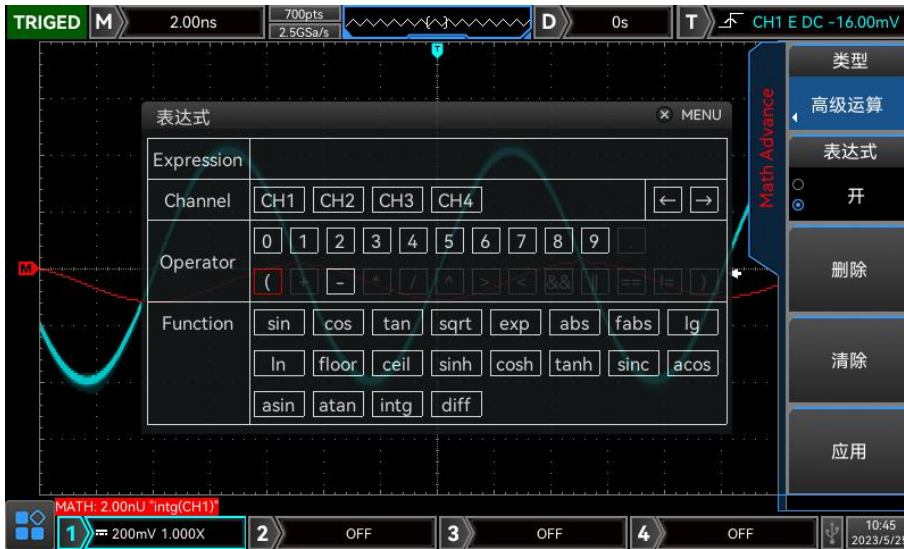 TRIGED M 2.00ns 700pts D 0s T CH1 E DC -16.00mV
2.5GSa/s
T
类型
表达式 × MENU
高级运算
Math Advance
表达式
Expression
Channel CH1 CH2 CH3 CH4 ← →
开
Operator 0 1 2 3 4 5 6 7 8 9 .
( + - * / ^ > < && || == != )
M
删除
Function sin cos tan sqrt exp abs fabs lg
ln floor ceil sinh cosh tanh sinc acos
清除
asin atan intg diff
应用
MATH: 2.00nU "intg(CH1)"
1 200mV 1.000X 2 OFF 3 OFF 4 OFF 10:45
2023/5/25